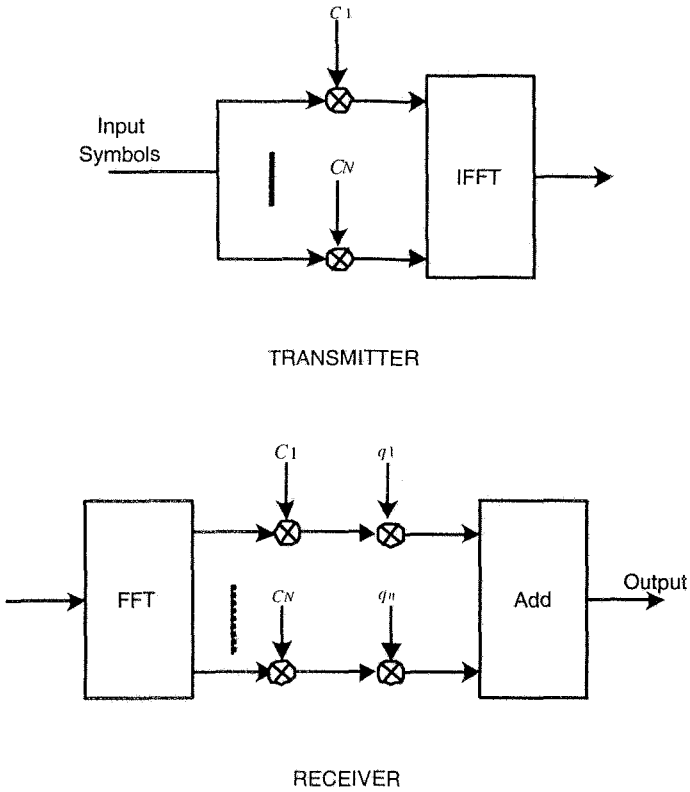 C1
Input
Symbols
CN
IFFT
TRANSMITTER
C1
q1
FFT
CN
qn
Add
Output
RECEIVER